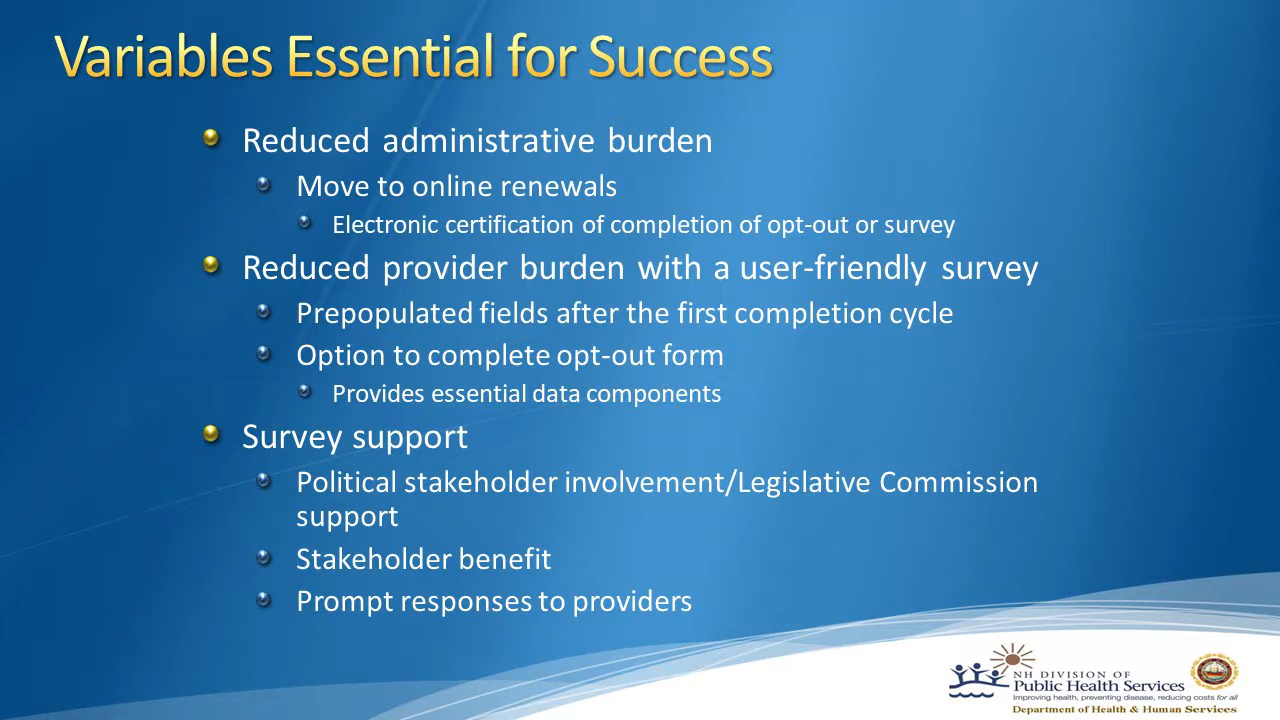 Variables Essential for Success
Reduced administrative burden
Move to online renewals
Electronic certification of completion of opt-out or survey
Reduced provider burden with a user-friendly survey
Prepopulated fields after the first completion cycle
Option to complete opt-out form
Provides essential data components
Survey support
Political stakeholder involvement/Legislative Commission
support
Stakeholder benefit
Prompt responses to providers
NH DIVISION OF
Public Health Services
Improving health, preventing disease, reducing costs for all
Department of Health & Human Services